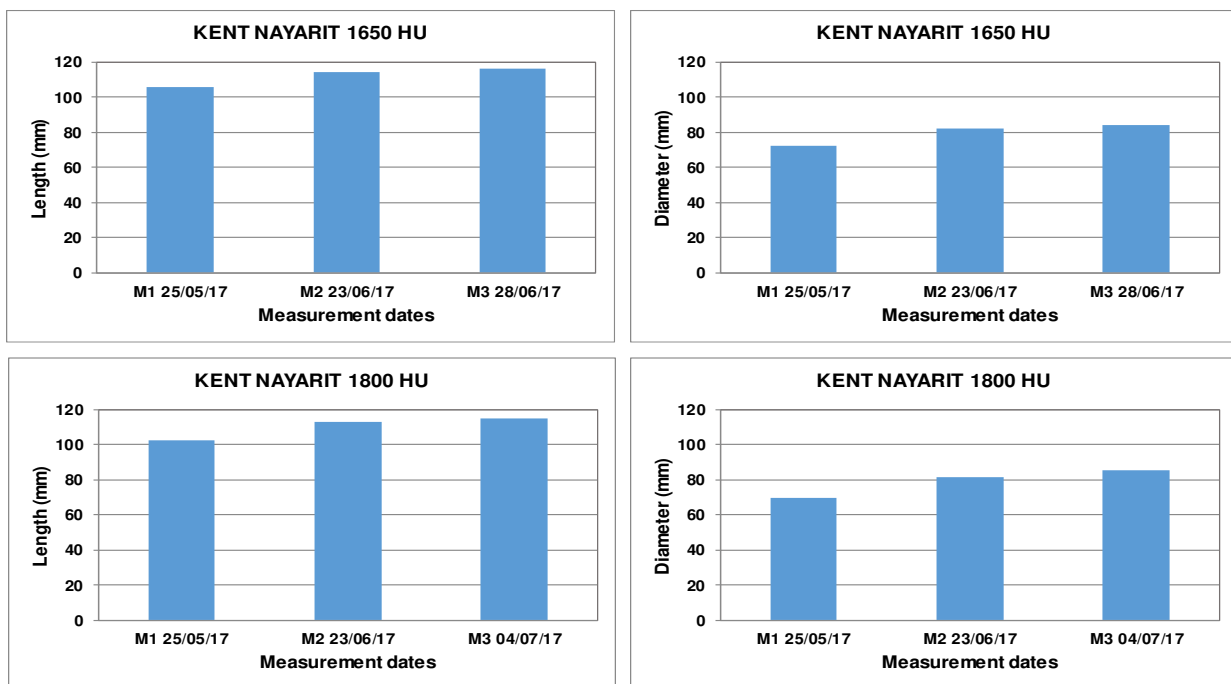 KENT NAYARIT 1650 HU
Length (mm)
120
100
80
60
40
20
0
M1 25/05/17 M2 23/06/17 M3 28/06/17
Measurement dates
KENT NAYARIT 1650 HU
Diameter (mm)
120
100
80
60
40
20
0
M1 25/05/17 M2 23/06/17 M3 28/06/17
Measurement dates
KENT NAYARIT 1800 HU
Length (mm)
120
100
80
60
40
20
0
M1 25/05/17 M2 23/06/17 M3 04/07/17
Measurement dates
KENT NAYARIT 1800 HU
Diameter (mm)
120
100
80
60
40
20
0
M1 25/05/17 M2 23/06/17 M3 04/07/17
Measurement dates